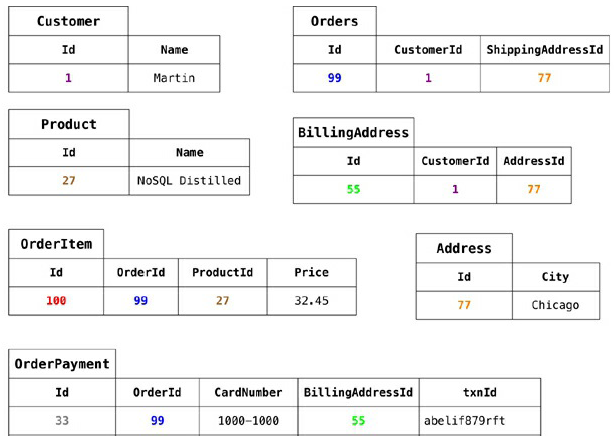 Customer
Id Name
1 Martin
Orders
Id CustomerId ShippingAddressId
99 1 77
Product
Id Name
27 NoSQL Distilled
BillingAddress
Id CustomerId AddressId
55 1 77
OrderItem
Id OrderId ProductId Price
100 99 27 32.45
Address
Id City
77 Chicago
OrderPayment
Id OrderId CardNumber BillingAddressId txnId
33 99 1000-1000 55 abelif879rft